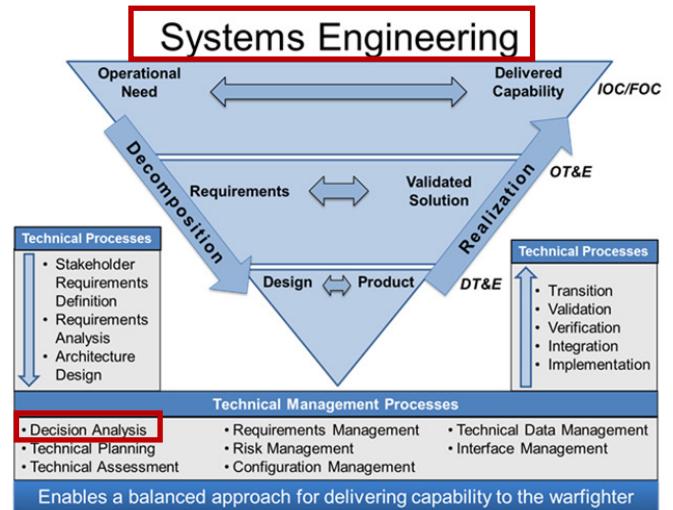 Systems Engineering
Operational
Need
Delivered
Capability
IOC/FOC
Decomposition
Realization
OT&E
Requirements
Validated
Solution
Design
Product
DT&E
Technical Processes
• Stakeholder
Requirements
Definition
• Requirements
Analysis
• Architecture
Design
Technical Processes
• Transition
• Validation
• Verification
• Integration
• Implementation
Technical Management Processes
• Decision Analysis
• Technical Planning
• Technical Assessment
• Requirements Management
• Risk Management
• Configuration Management
• Technical Data Management
• Interface Management
Enables a balanced approach for delivering capability to the warfighter